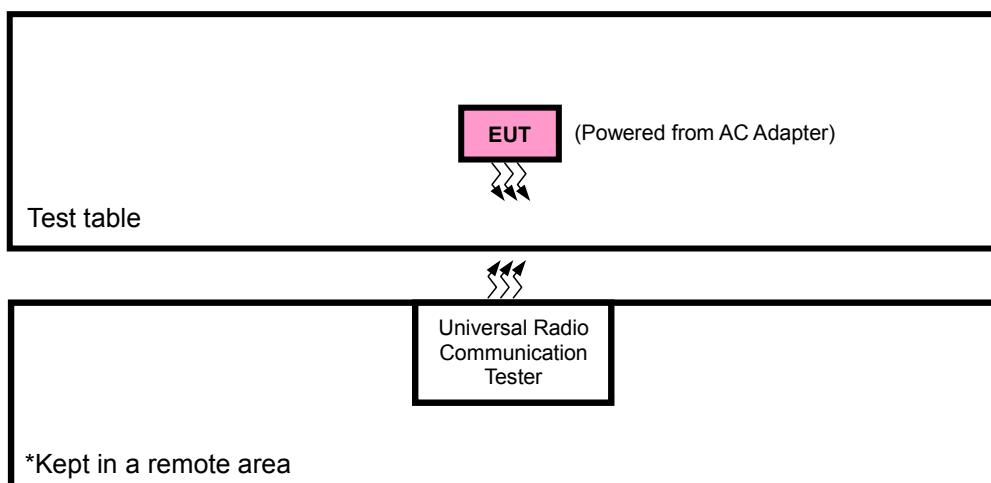 EUT
(Powered from AC Adapter)
Test table
Universal Radio
Communication
Tester
*Kept in a remote area